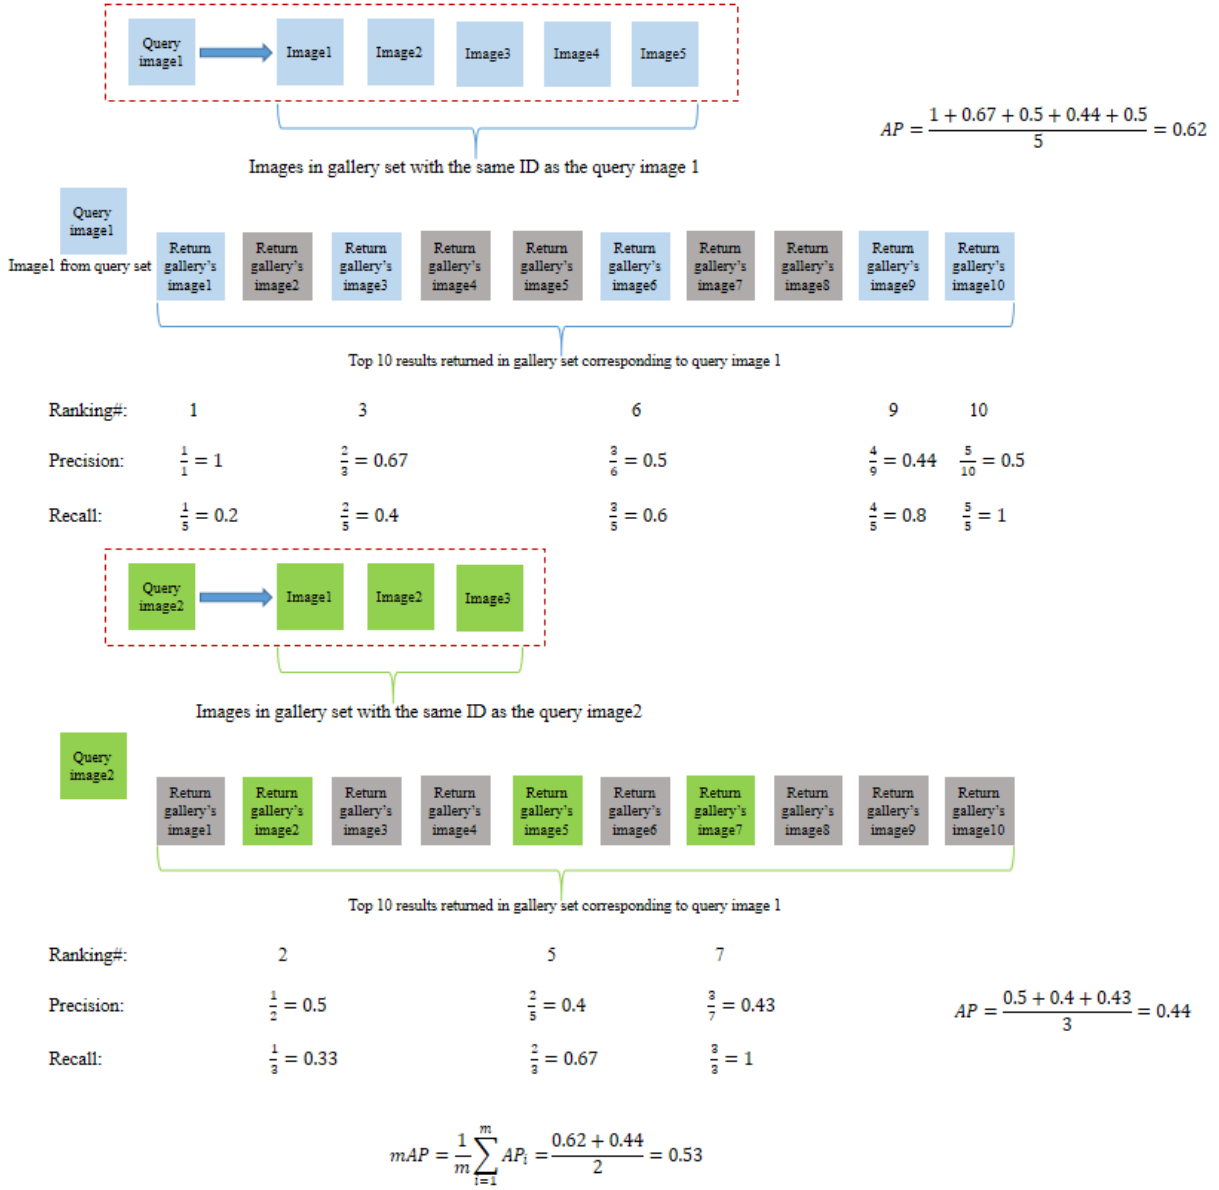 Query
image1
Image1
Image2
Image3
Image4
Image5
AP = (1 + 0.67 + 0.5 + 0.44 + 0.5)/5 = 0.62
Images in gallery set with the same ID as the query image 1
Query
image1
Image1 from query set
Return
gallery's
image1
Return
gallery's
image2
Return
gallery's
image3
Return
gallery's
image4
Return
gallery's
image5
Return
gallery's
image6
Return
gallery's
image7
Return
gallery's
image8
Return
gallery's
image9
Return
gallery's
image10
Top 10 results returned in gallery set corresponding to query image 1
Ranking#: 1 3 6 9 10
Precision: 1/1 = 1 2/3 = 0.67 3/6 = 0.5 4/9 = 0.44 5/10 = 0.5
Recall: 1/5 = 0.2 2/5 = 0.4 3/5 = 0.6 4/5 = 0.8 5/5 = 1
Query
image2
Image1
Image2
Image3
Images in gallery set with the same ID as the query image2
Query
image2
Return
gallery's
image1
Return
gallery's
image2
Return
gallery's
image3
Return
gallery's
image4
Return
gallery's
image5
Return
gallery's
image6
Return
gallery's
image7
Return
gallery's
image8
Return
gallery's
image9
Return
gallery's
image10
Top 10 results returned in gallery set corresponding to query image 1
Ranking#: 2 5 7
Precision: 1/2 = 0.5 2/5 = 0.4 3/7 = 0.43
AP = (0.5 + 0.4 + 0.43)/3 = 0.44
Recall: 1/3 = 0.33 2/3 = 0.67 3/3 = 1
mAP = 1/m ∑_{i=1}^{m} AP_i = (0.62 + 0.44)/2 = 0.53